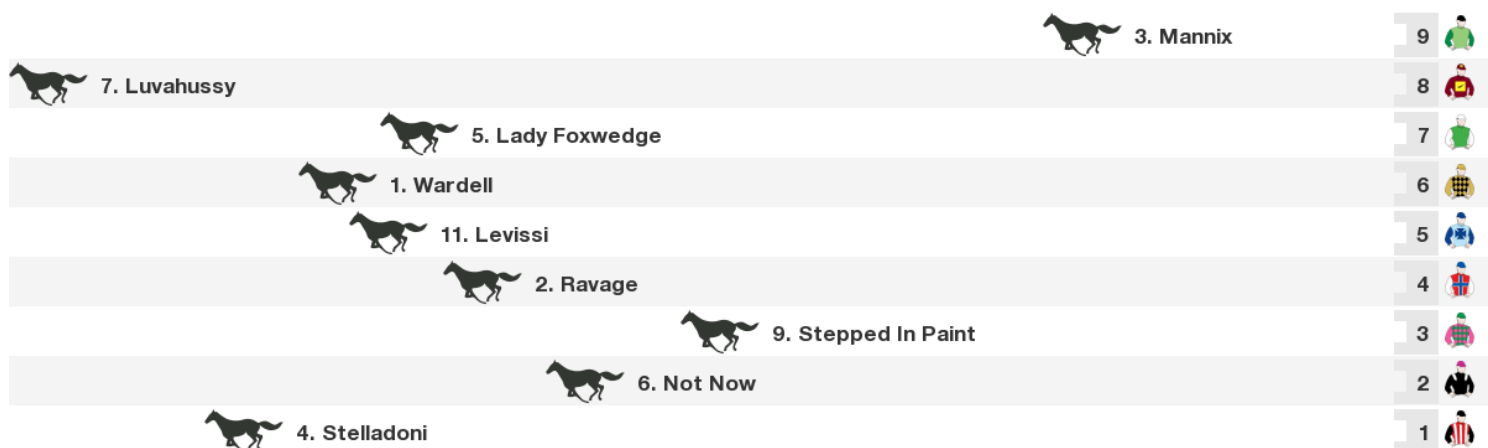 3. Mannix 9
7. Luvahussy 8
5. Lady Foxwedge 7
1. Wardell 6
11. Levissi 5
2. Ravage 4
9. Stepped In Paint 3
6. Not Now 2
4. Stelladoni 1